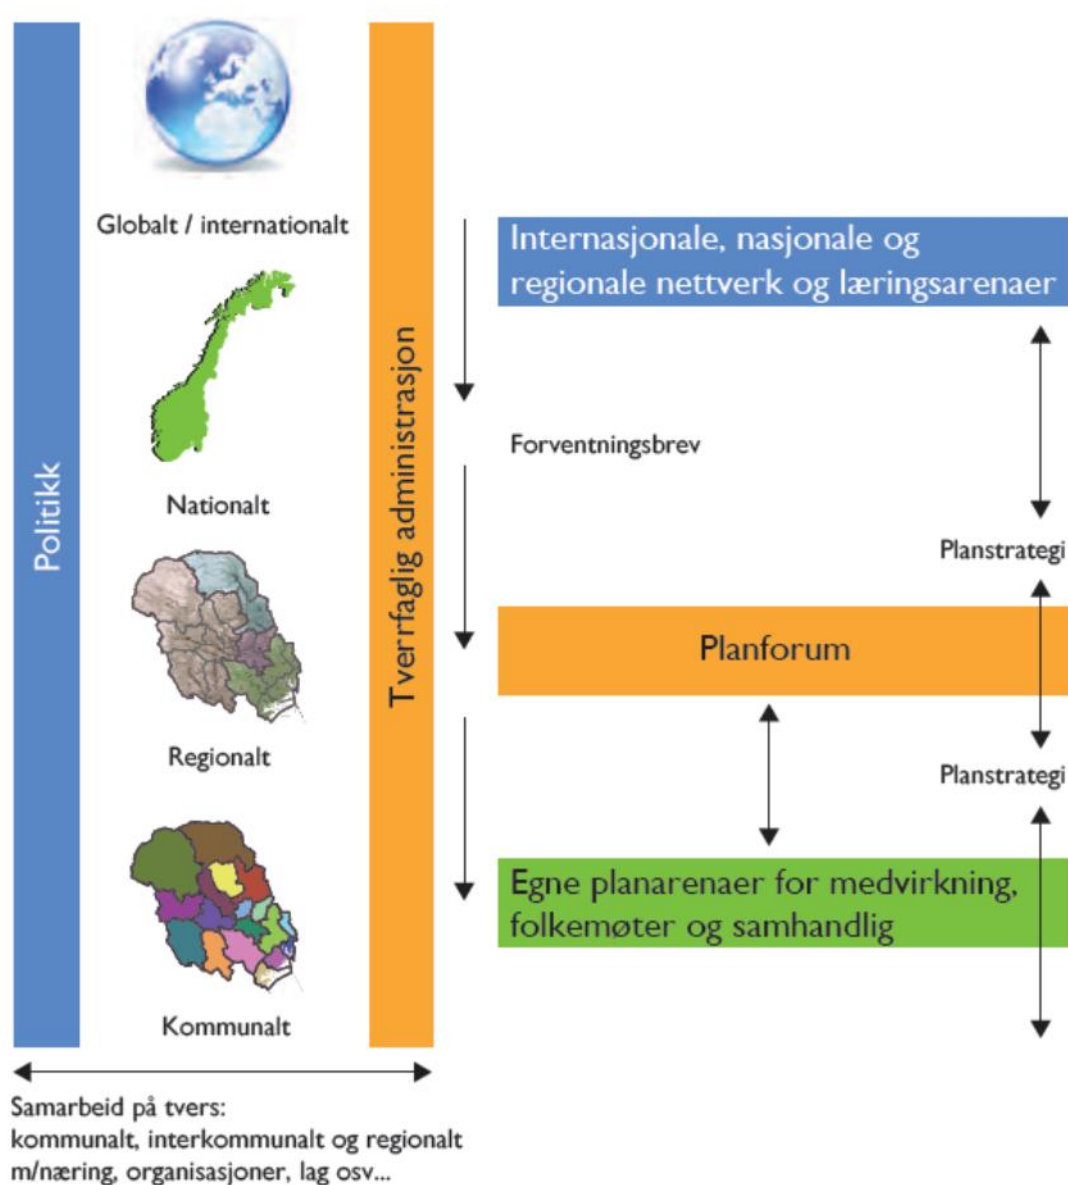 Politikk
Globalt / internationalt
Nationalt
Regionalt
Kommunalt
Tverrfaglig administrasjon
Internasjonale, nasjonale og
regionale nettverk og læringsarenaer
Forventningsbrev
Planstrategi
Planforum
Planstrategi
Egne planarenaer for medvirkning,
folkemøter og samhandlig
Samarbeid på tvers:
kommunalt, interkommunalt og regionalt
m/næring, organisasjoner, lag osv...